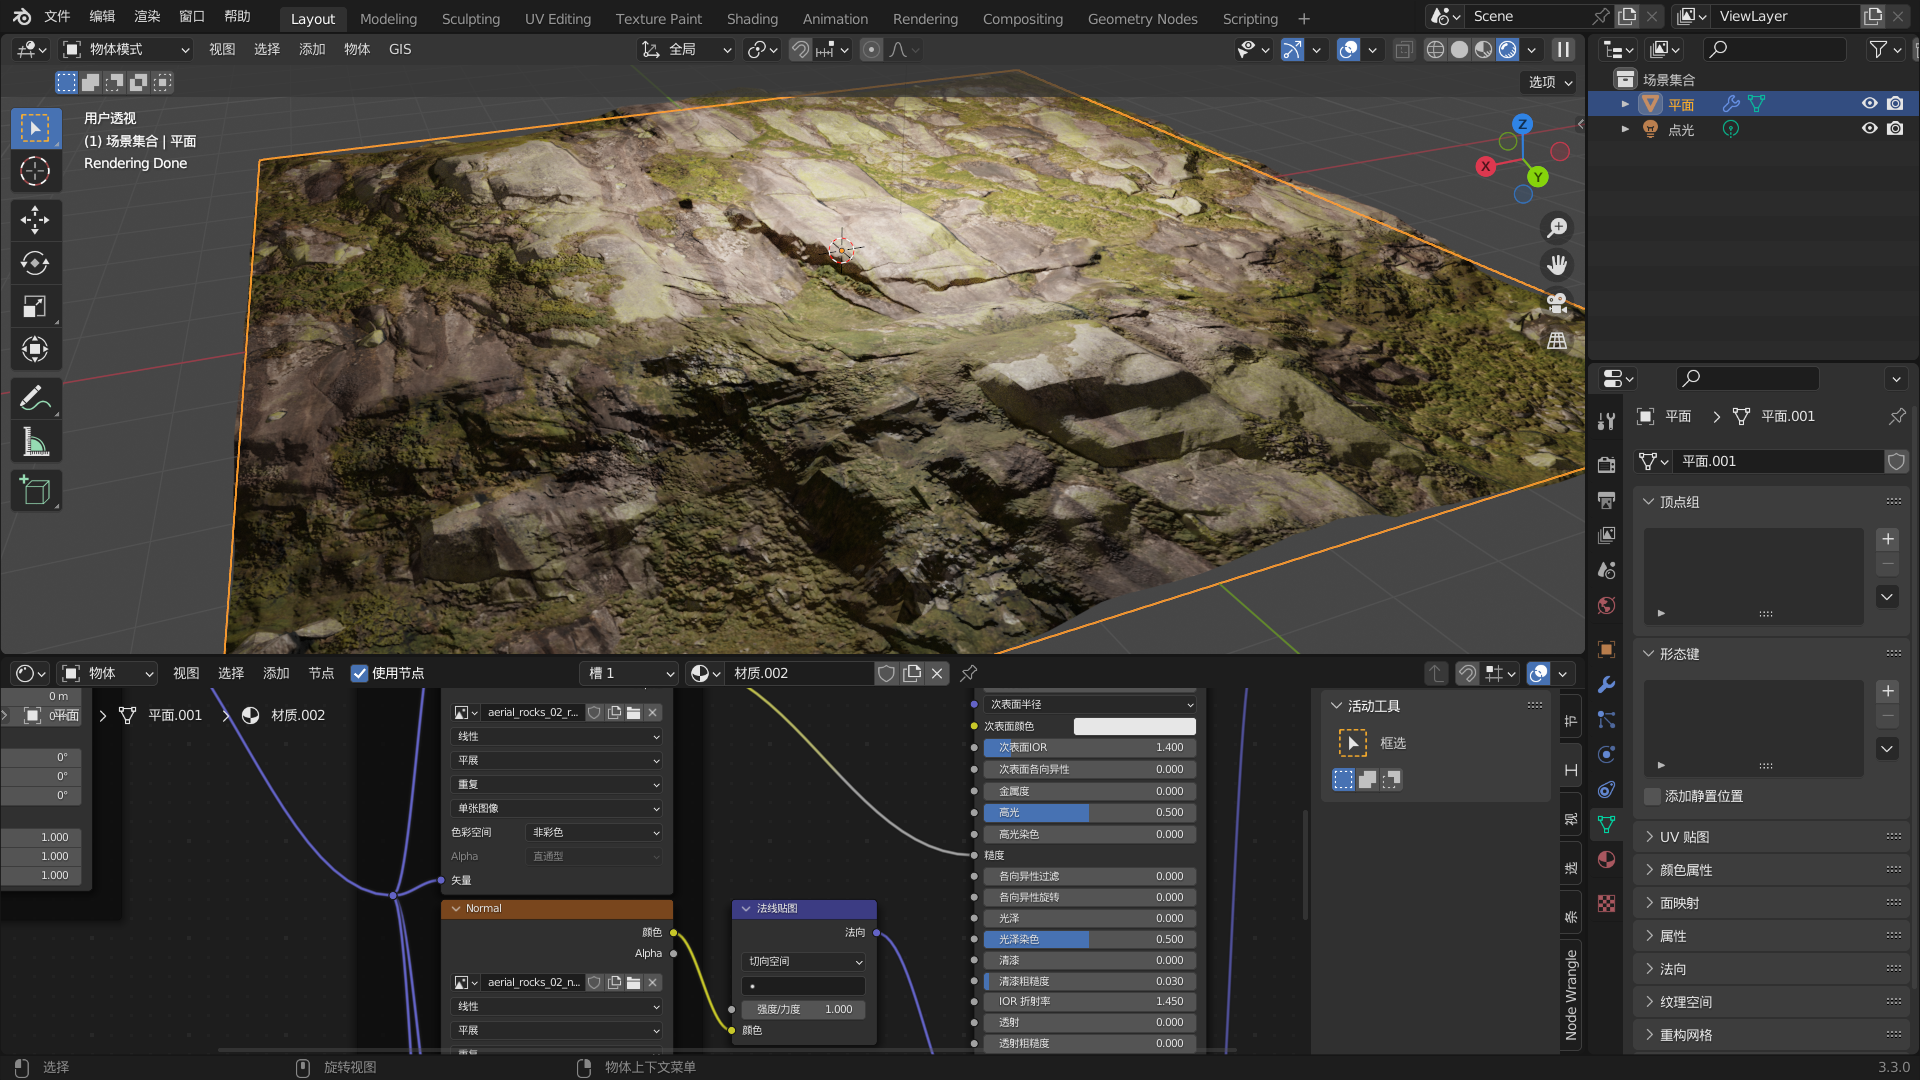 文件 编辑 渲染 窗口 帮助 Layout Modeling Sculpting UV Editing Texture Paint Shading Animation Rendering Compositing Geometry Nodes Scripting + Scene ViewLayer
物体模式 视图 选择 添加 物体 GIS 全局
选项
用户透视
(1) 场景集合 | 平面
Rendering Done
Z
X
Y
场景集合
平面
点光
平面 平面.001
平面.001
顶点组
形态键
添加静置位置
UV 贴图
颜色属性
面映射
属性
法向
纹理空间
重构网格
物体 视图 选择 添加 节点 使用节点 槽 1 材质.002
0 m
平面 平面.001 材质.002
0°
0°
0°
1.000
1.000
1.000
aerial_rocks_02_r...
线性
平展
重复
单张图像
色彩空间 非彩色
Alpha 直通型
矢量
Normal
颜色
Alpha
aerial_rocks_02_n...
线性
平展
法线贴图
法向
切向空间
强度/力度 1.000
颜色
次表面半径
次表面颜色
次表面IOR 1.400
次表面各向异性 0.000
金属度 0.000
高光 0.500
高光染色 0.000
糙度
各向异性过滤 0.000
各向异性旋转 0.000
光泽 0.000
光泽染色 0.500
清漆 0.000
清漆粗糙度 0.030
IOR 折射率 1.450
透射 0.000
透射粗糙度 0.000
活动工具
框选
节
工
视
选
条
Node Wrangle
选择 旋转视图 物体上下文菜单 3.3.0